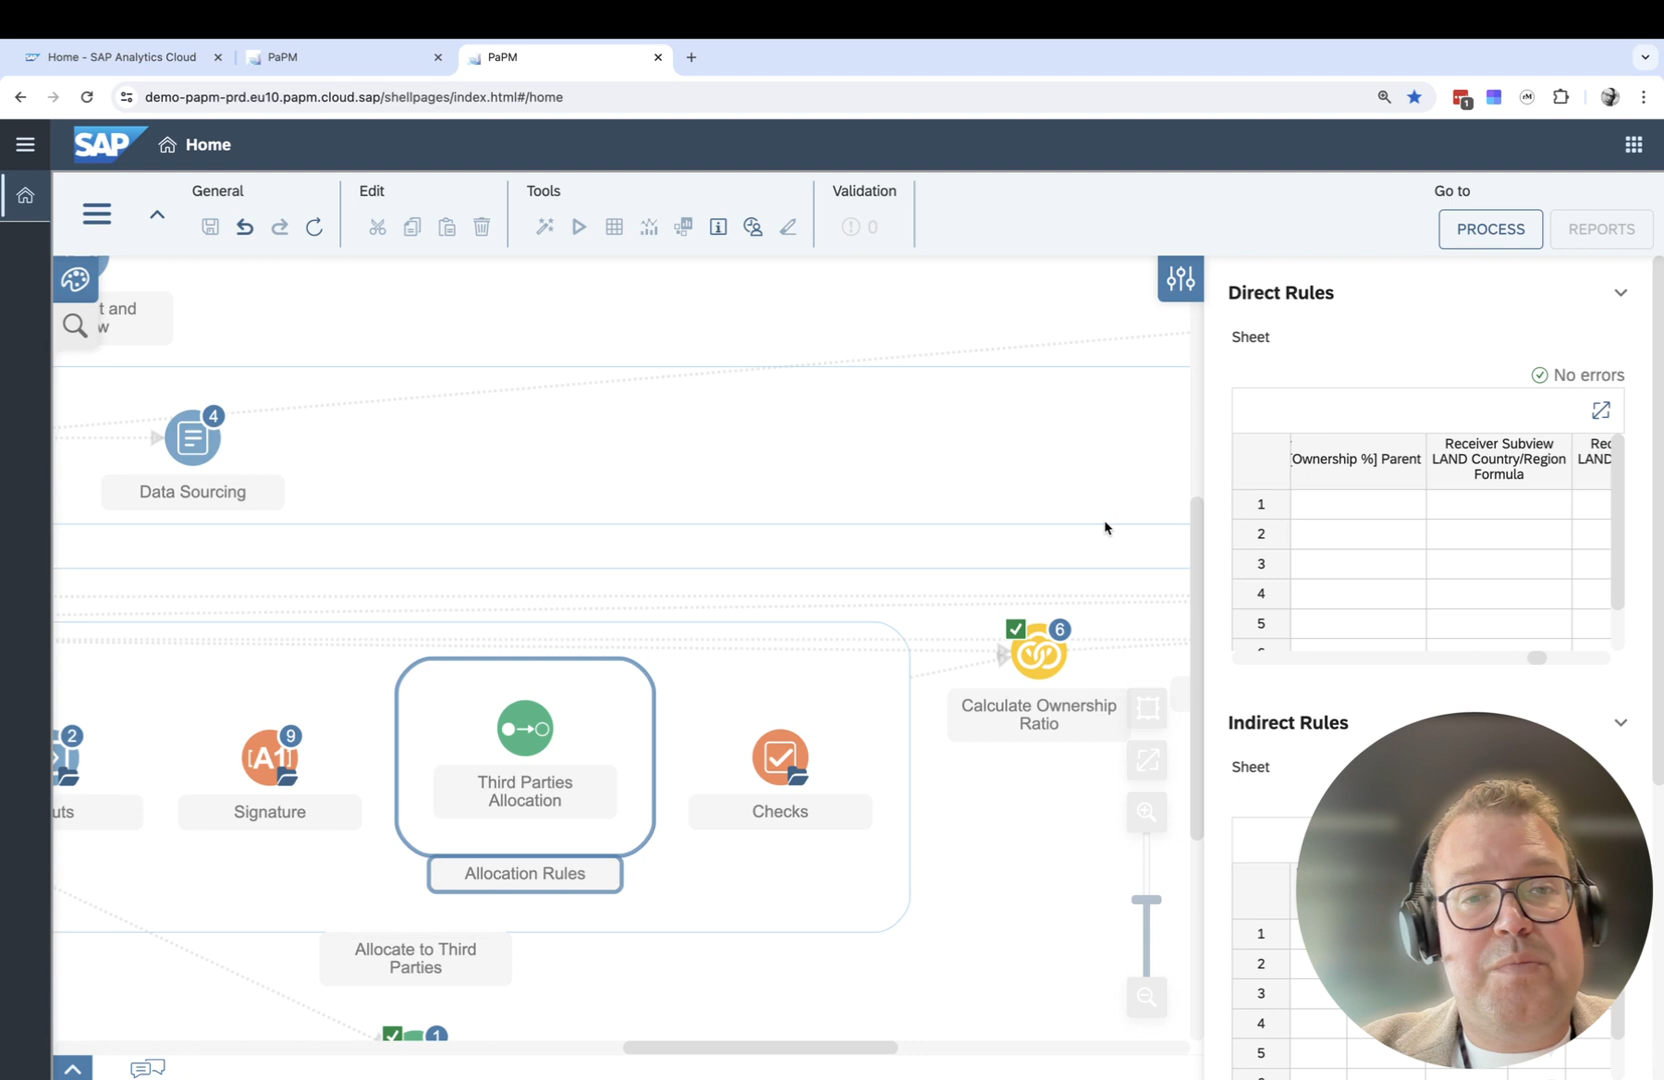 Home - SAP Analytics Cloud
PaPM
PaPM
demo-papm-prd.eu10.papm.cloud.sap/shellpages/index.html#/home
1
SAP
Home
General
Edit
Tools
Validation
Go to
0
PROCESS
REPORTS
t and
w
Direct Rules
Sheet
No errors
[Ownership %] Parent
Receiver Subview
LAND Country/Region
Formula
Rec
LAND
1
2
3
4
5
4
Data Sourcing
6
Calculate Ownership
Ratio
2
uts
9
[A1]
Signature
Third Parties
Allocation
Checks
Allocation Rules
Allocate to Third
Parties
1
Indirect Rules
Sheet
1
2
3
4
5